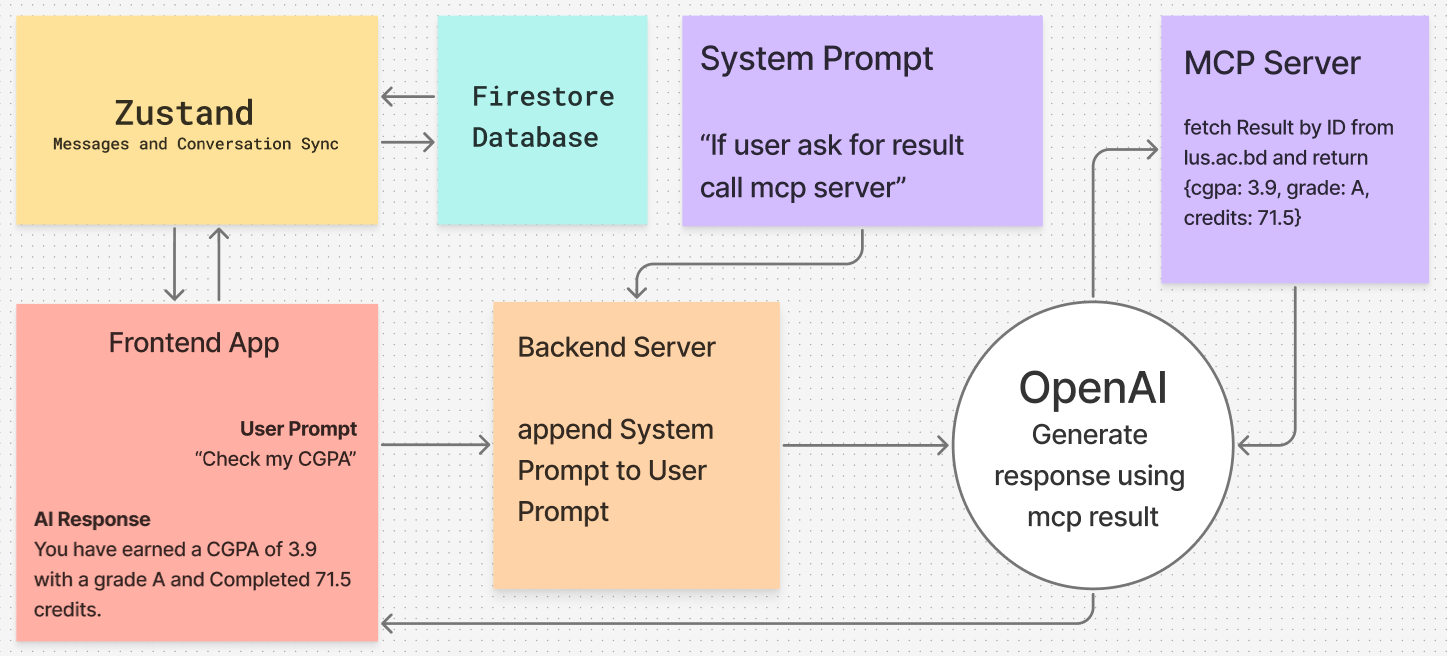 Zustand
Messages and Conversation Sync
Firestore
Database
System Prompt
“If user ask for result
call mcp server”
MCP Server
fetch Result by ID from
lus.ac.bd and return
{cgpa: 3.9, grade: A,
credits: 71.5}
Frontend App
User Prompt
“Check my CGPA”
AI Response
You have earned a CGPA of 3.9
with a grade A and Completed 71.5
credits.
Backend Server
append System
Prompt to User
Prompt
OpenAI
Generate
response using
mcp result